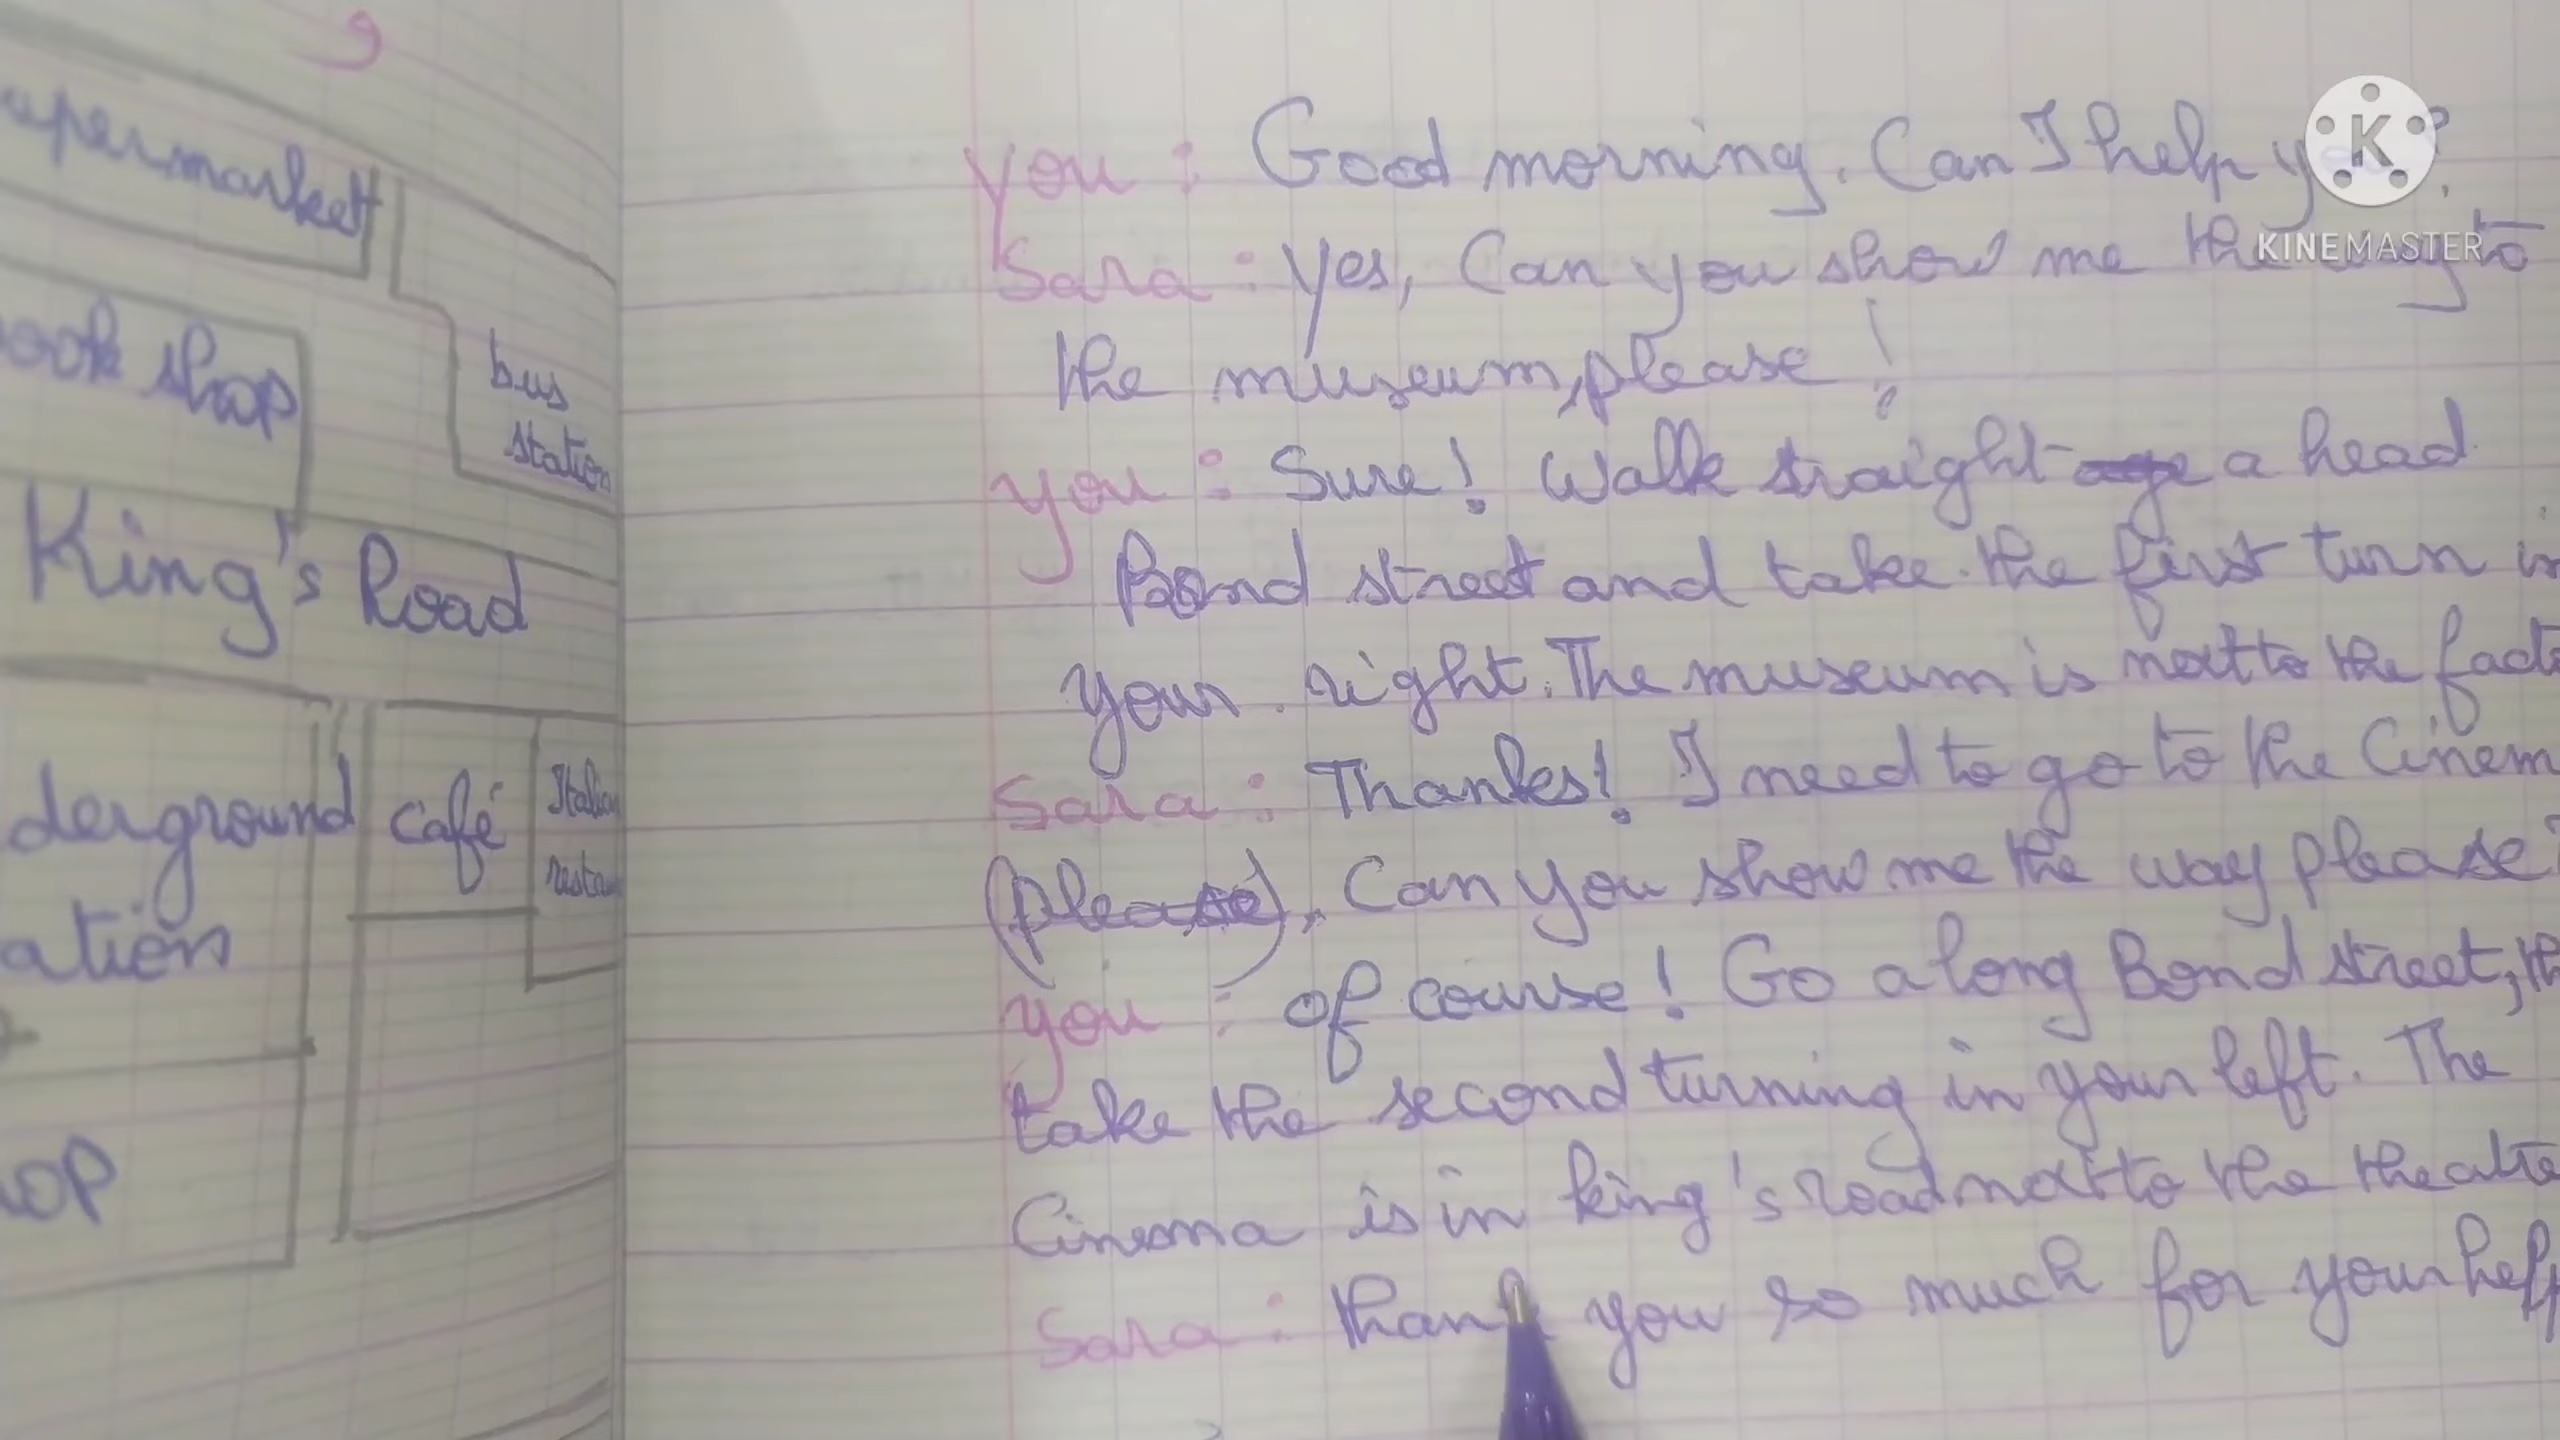 upermarket
ook shop
bus
station
King's Road
derground
ation
café
Italian
restau
op
you : Good morning. Can I help you?
Sara : yes, Can you show me the way to
the museum, please !
you : Sure! Walk straight a head
Bond street and take the first turn in
your right. The museum is next to the facto
Sara : Thanks! I need to go to the Cinem
(please), Can you show me the way please?
you : of course! Go along Bond street, th
take the second turning in your left. The
Cinema is in king's road next to the theatre
Sara : thank you so much for your help
K
KINEMASTER